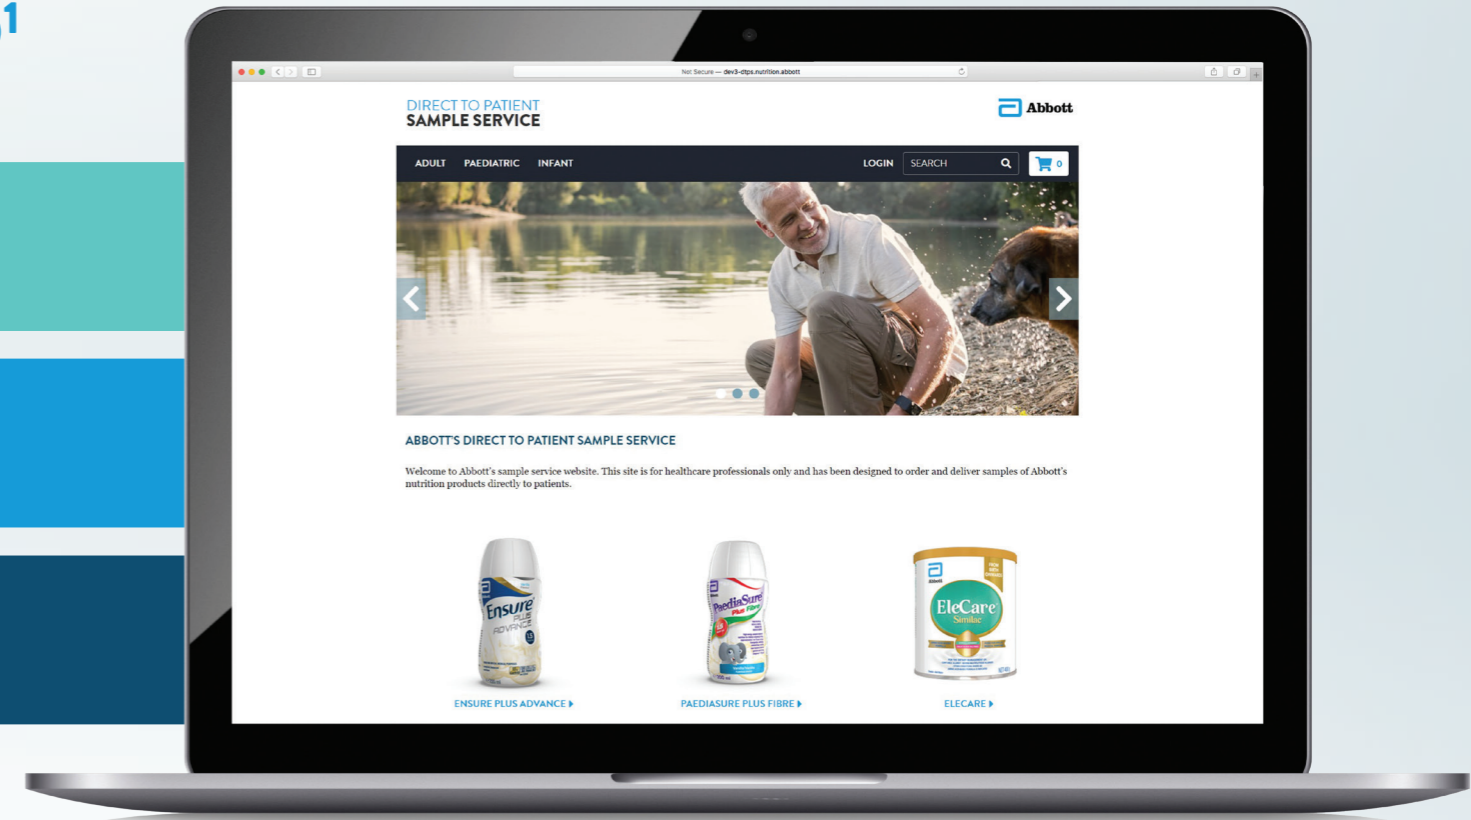 1
Not Secure — dev3-dtps.nutrition.abbott
DIRECT TO PATIENT
SAMPLE SERVICE
Abbott
ADULT PAEDIATRIC INFANT LOGIN SEARCH 0
ABBOTT'S DIRECT TO PATIENT SAMPLE SERVICE
Welcome to Abbott's sample service website. This site is for healthcare professionals only and has been designed to order and deliver samples of Abbott's
nutrition products directly to patients.
Ensure
PLUS
ADVANCE
PaediaSure
Plus Fibre
Abbott
EleCare
Similac
ENSURE PLUS ADVANCE
PAEDIASURE PLUS FIBRE
ELECARE